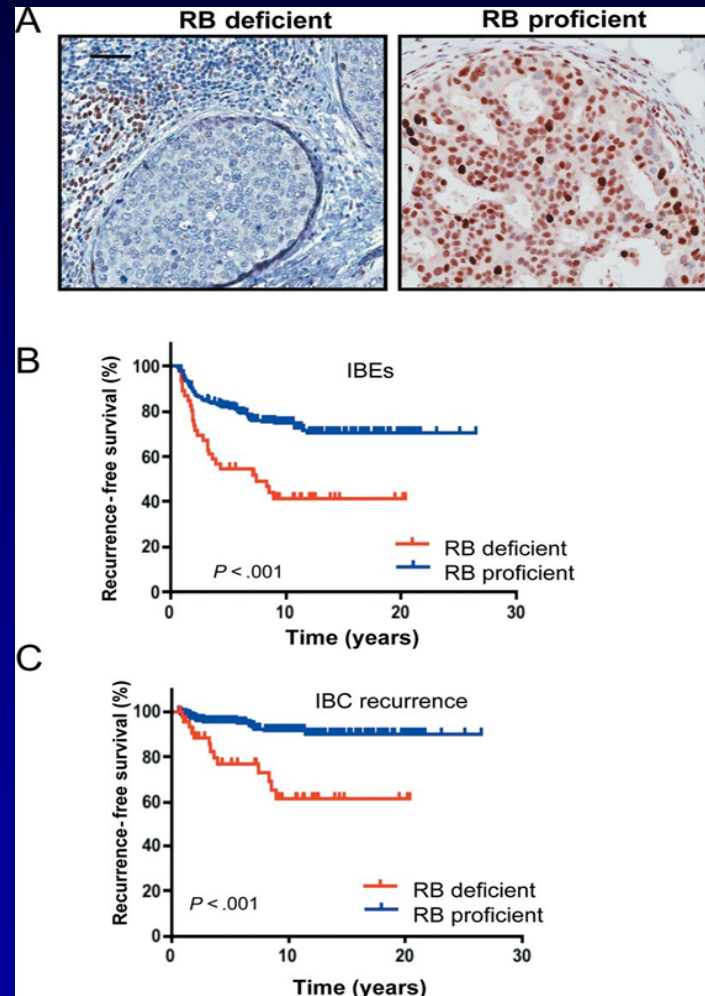 A
RB deficient
RB proficient
B
Recurrence-free survival (%)
100
80
60
40
20
0
IBEs
RB deficient
RB proficient
P < .001
0 10 20 30
Time (years)
C
Recurrence-free survival (%)
100
80
60
40
20
0
IBC recurrence
RB deficient
RB proficient
P < .001
0 10 20 30
Time (years)